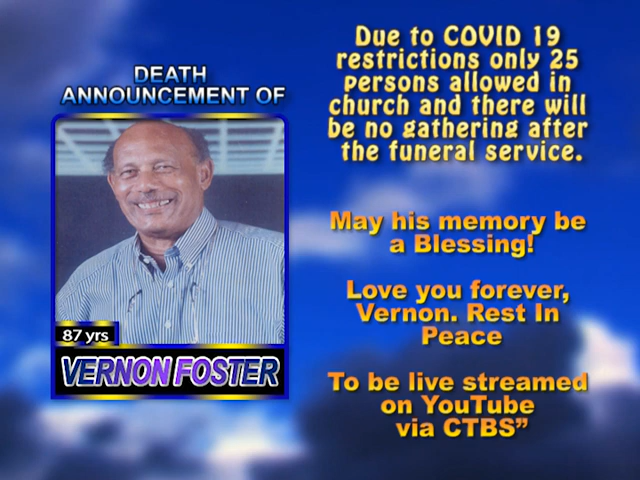 DEATH
ANNOUNCEMENT OF
87 yrs
VERNON FOSTER
Due to COVID 19
restrictions only 25
persons allowed in
church and there will
be no gathering after
the funeral service.
May his memory be
a Blessing!
Love you forever,
Vernon. Rest In
Peace
To be live streamed
on YouTube
via CTBS”